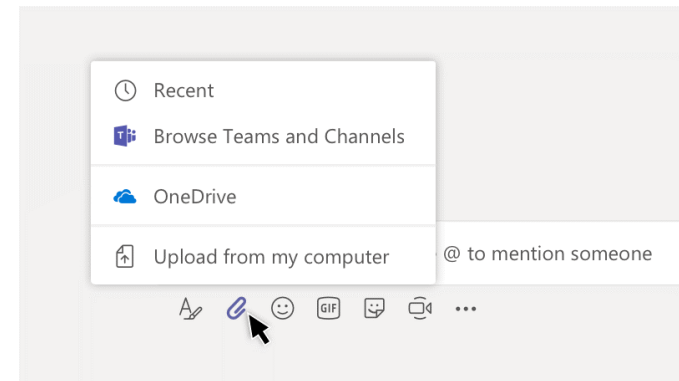 Recent
Browse Teams and Channels
OneDrive
Upload from my computer
@ to mention someone
GIF